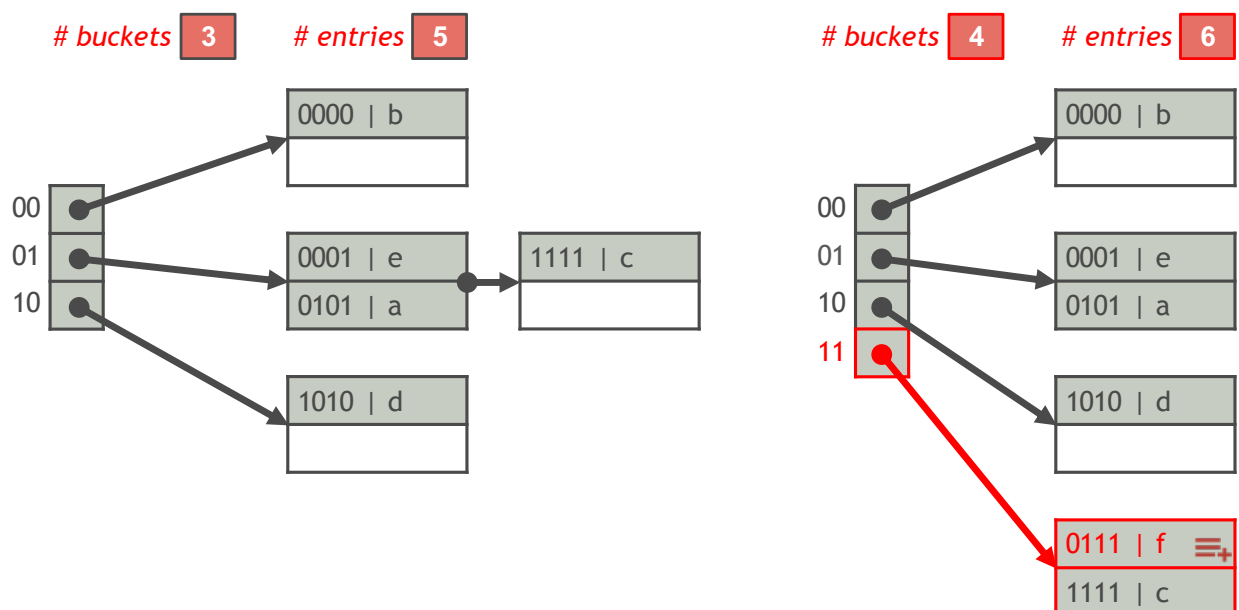 # buckets 3 # entries 5
0000 | b
00
01
10
0001 | e
0101 | a
1111 | c
1010 | d
# buckets 4 # entries 6
0000 | b
00
01
10
11
0001 | e
0101 | a
1010 | d
0111 | f
1111 | c